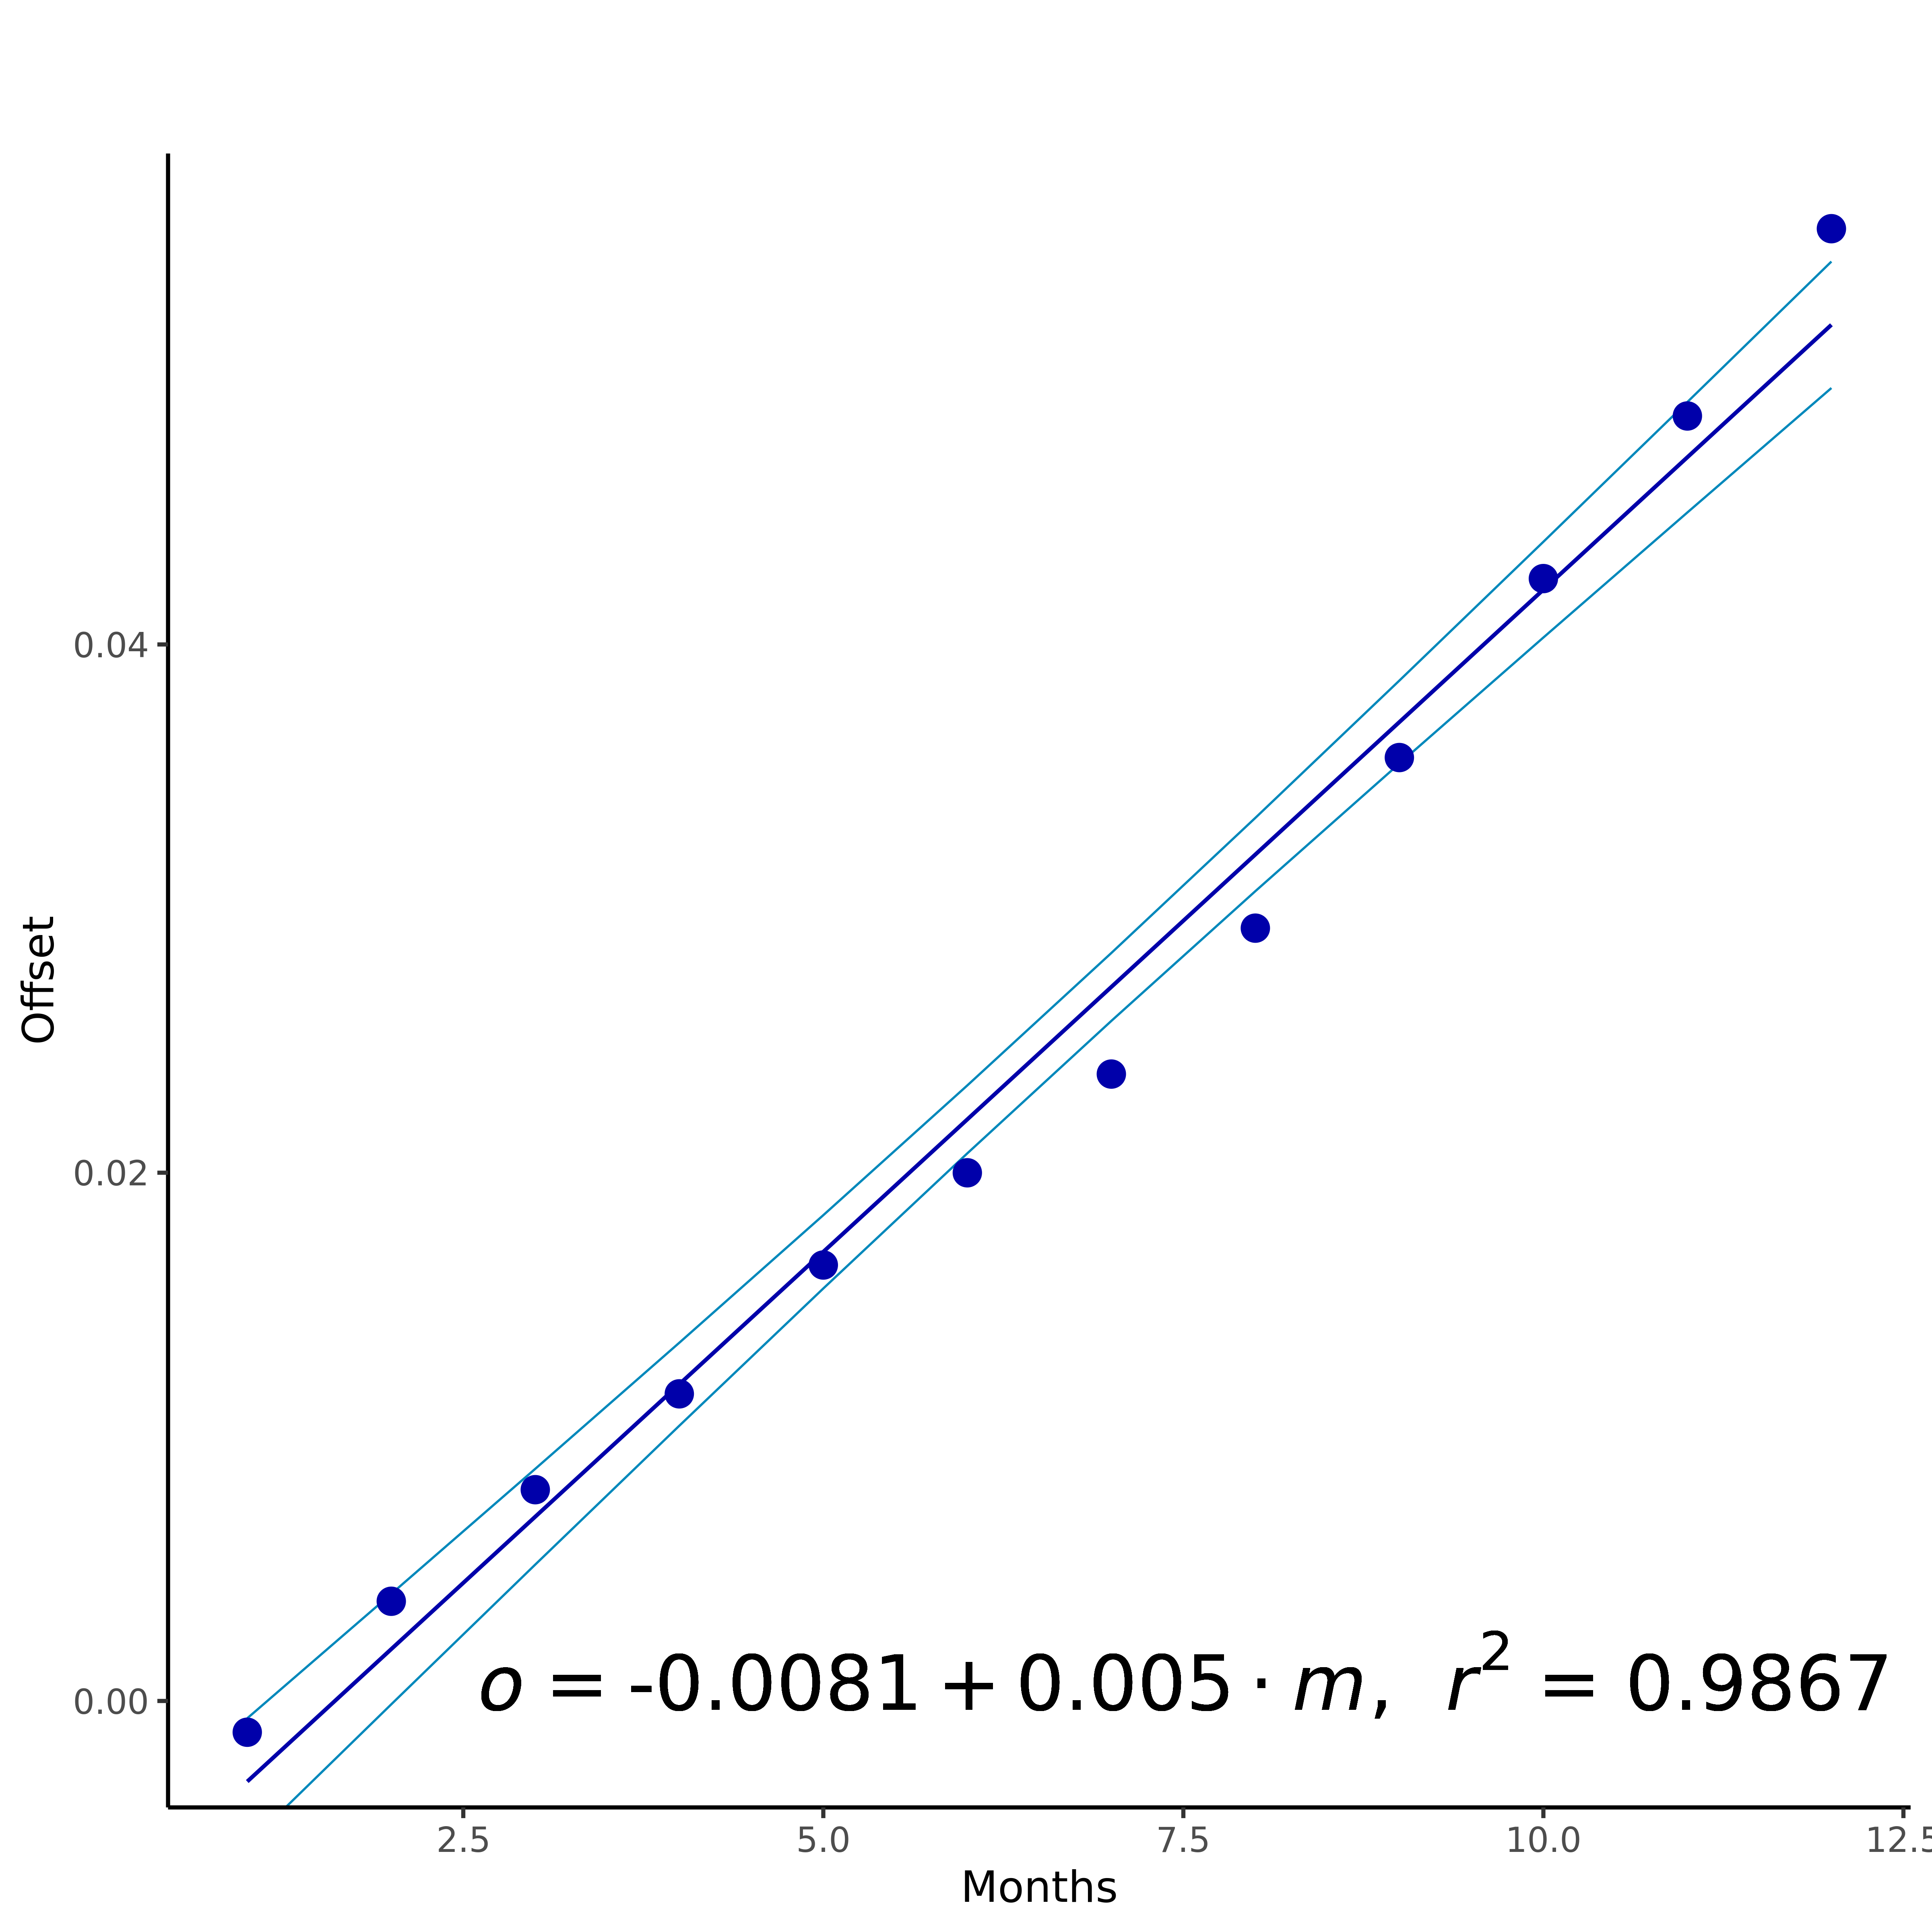 0.04
Offset
0.02
o = -0.0081 + 0.005 · m, r² = 0.9867
0.00
2.5 5.0 7.5 10.0 12.5
Months